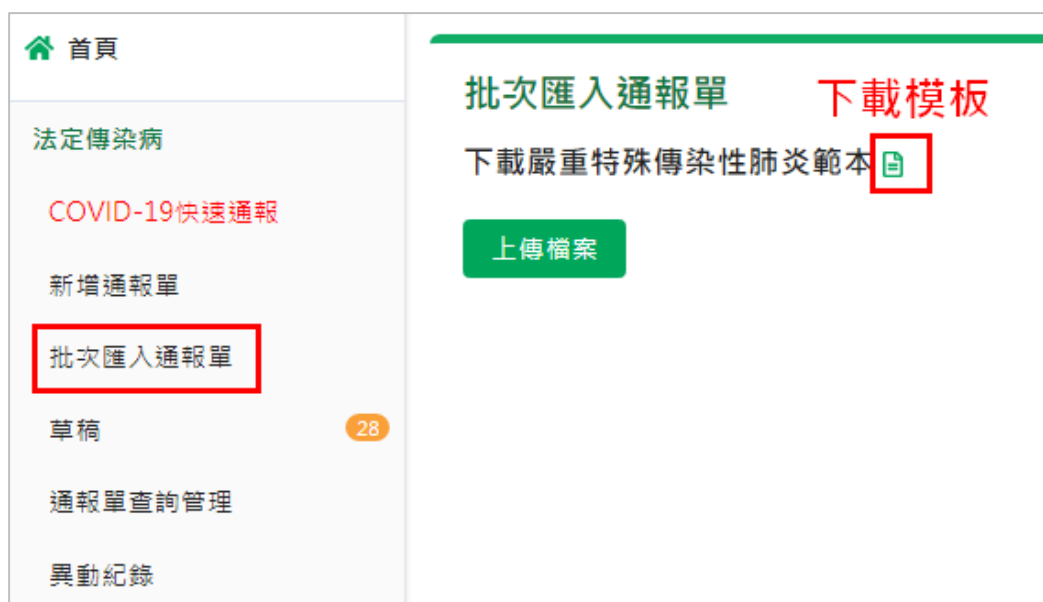 首頁
法定傳染病
COVID-19快速通報
新增通報單
批次匯入通報單
草稿 28
通報單查詢管理
異動紀錄
批次匯入通報單 下載模板
下載嚴重特殊傳染性肺炎範本
上傳檔案